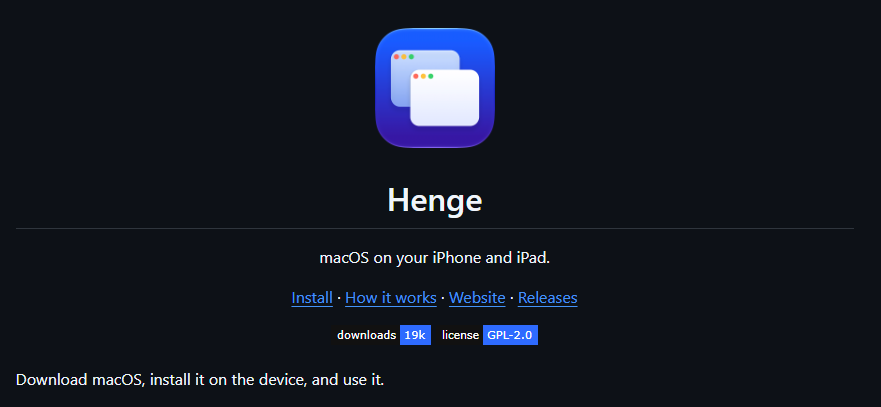 Henge
macOS on your iPhone and iPad.
Install · How it works · Website · Releases
downloads 19k license GPL-2.0
Download macOS, install it on the device, and use it.